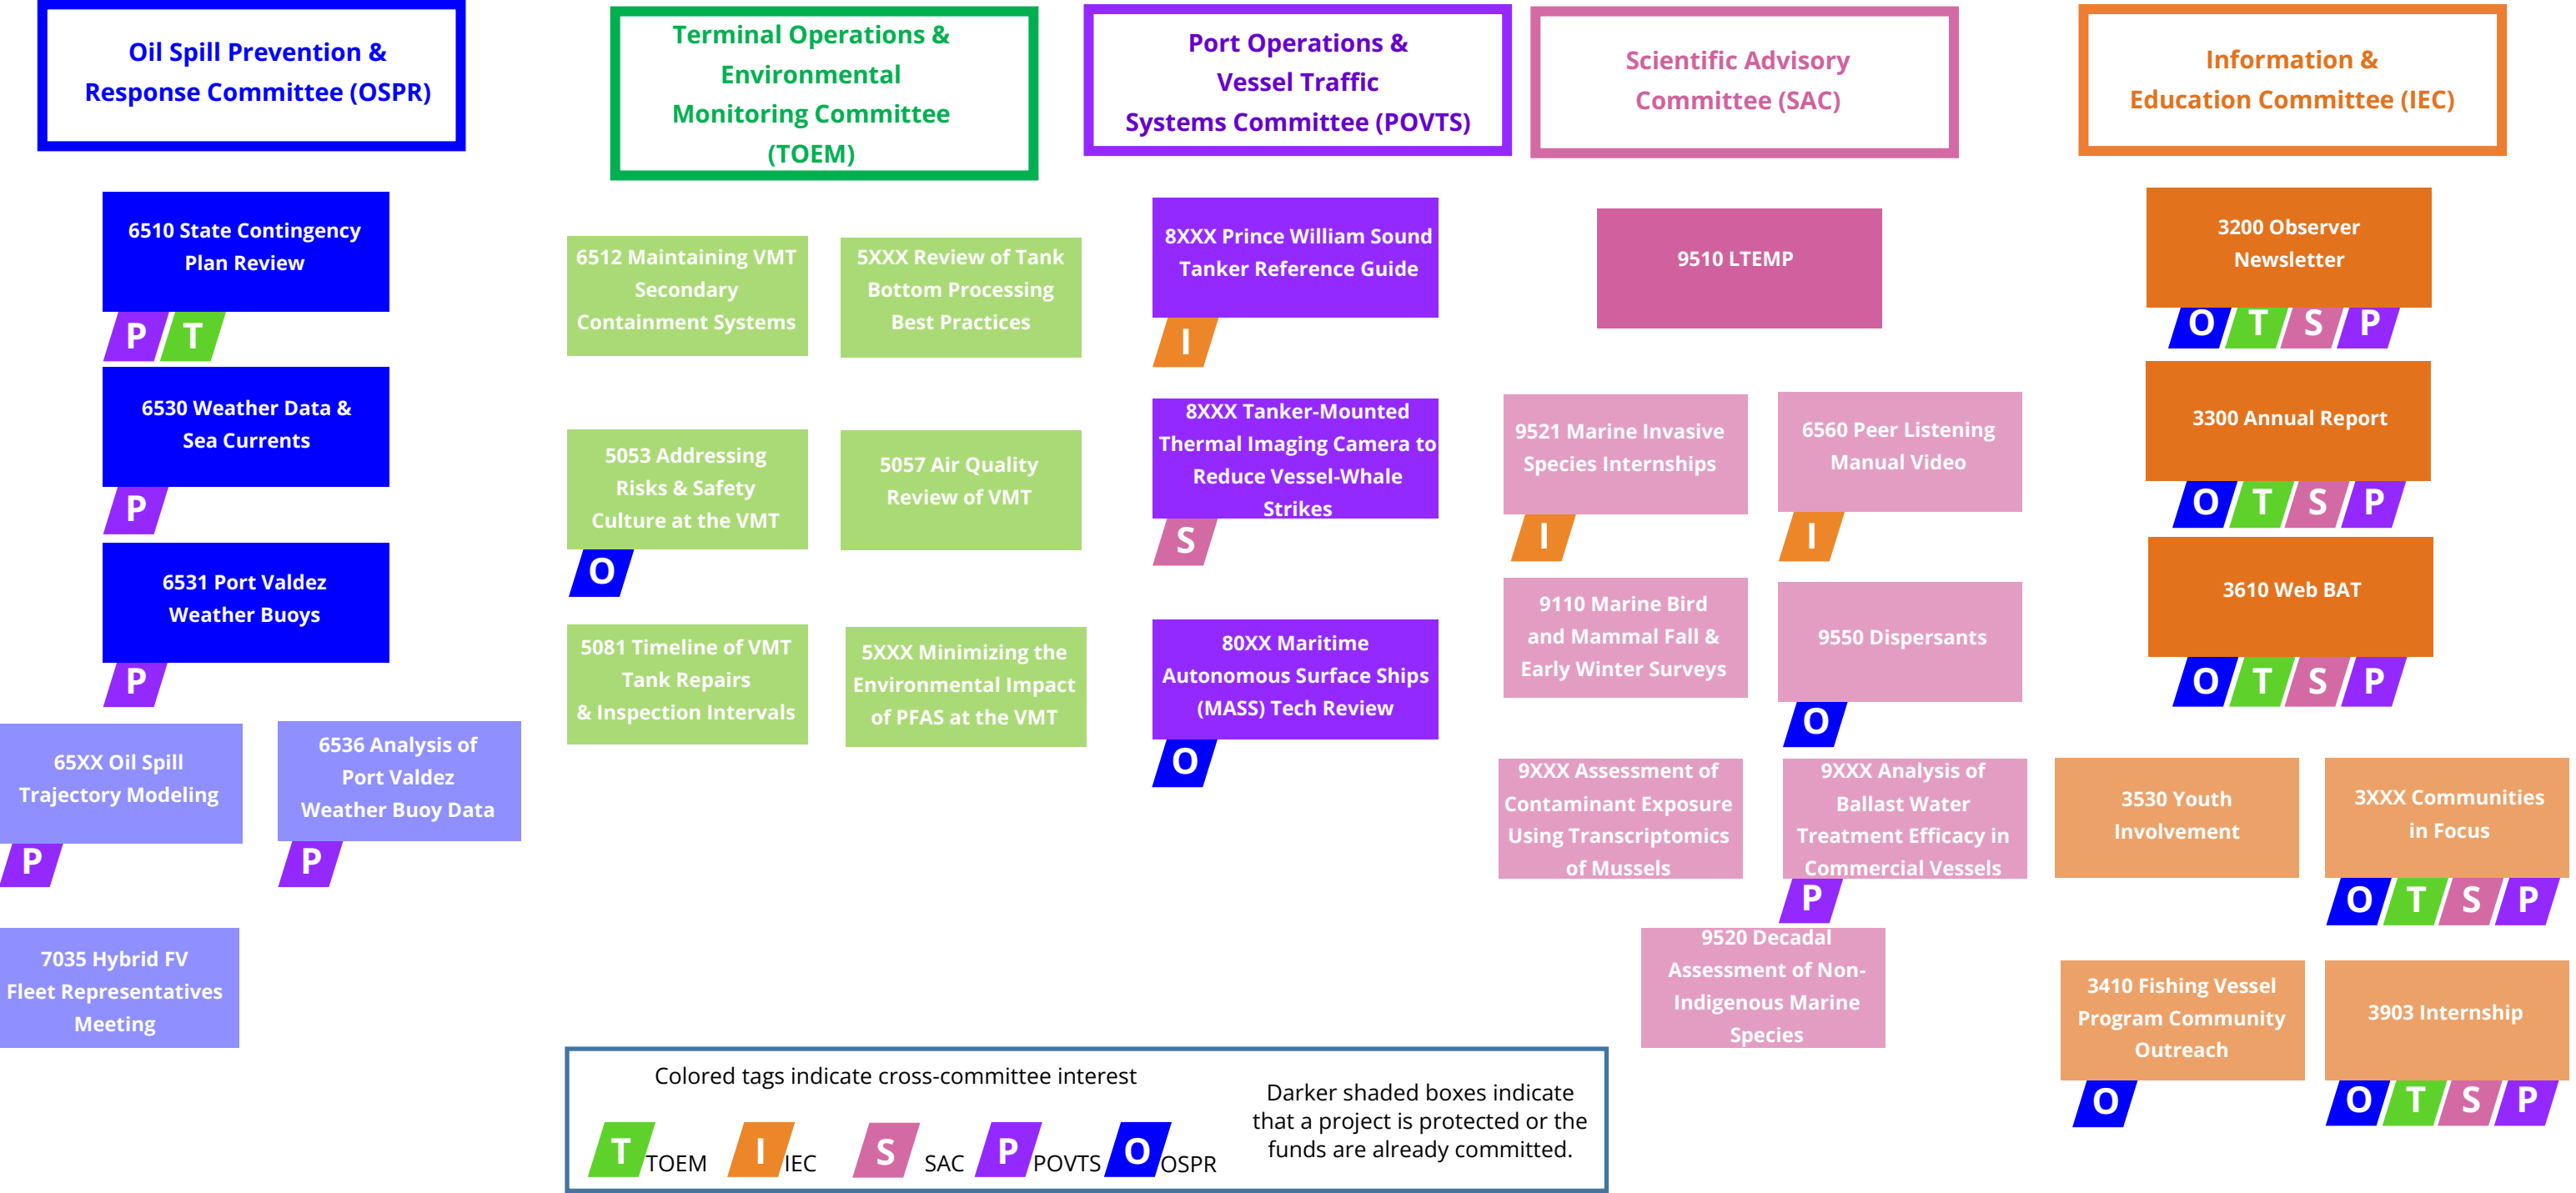 Oil Spill Prevention &
Response Committee (OSPR)
6510 State Contingency
Plan Review
P T
6530 Weather Data &
Sea Currents
P
6531 Port Valdez
Weather Buoys
P
65XX Oil Spill
Trajectory Modeling
P
6536 Analysis of
Port Valdez
Weather Buoy Data
P
7035 Hybrid FV
Fleet Representatives
Meeting
Terminal Operations &
Environmental
Monitoring Committee
(TOEM)
6512 Maintaining VMT
Secondary
Containment Systems
5XXX Review of Tank
Bottom Processing
Best Practices
5053 Addressing
Risks & Safety
Culture at the VMT
O
5057 Air Quality
Review of VMT
5081 Timeline of VMT
Tank Repairs
& Inspection Intervals
5XXX Minimizing the
Environmental Impact
of PFAS at the VMT
Port Operations &
Vessel Traffic
Systems Committee (POVTS)
8XXX Prince William Sound
Tanker Reference Guide
I
8XXX Tanker-Mounted
Thermal Imaging Camera to
Reduce Vessel-Whale
Strikes
S
80XX Maritime
Autonomous Surface Ships
(MASS) Tech Review
O
Scientific Advisory
Committee (SAC)
9510 LTEMP
9521 Marine Invasive
Species Internships
I
6560 Peer Listening
Manual Video
I
9110 Marine Bird
and Mammal Fall &
Early Winter Surveys
9550 Dispersants
O
9XXX Assessment of
Contaminant Exposure
Using Transcriptomics
of Mussels
9XXX Analysis of
Ballast Water
Treatment Efficacy in
Commercial Vessels
P
9520 Decadal
Assessment of Non-
Indigenous Marine
Species
Information &
Education Committee (IEC)
3200 Observer
Newsletter
O T S P
3300 Annual Report
O T S P
3610 Web BAT
O T S P
3530 Youth
Involvement
3XXX Communities
in Focus
O T S P
3410 Fishing Vessel
Program Community
Outreach
O
3903 Internship
O T S P
Colored tags indicate cross-committee interest
T TOEM I IEC S SAC P POVTS O OSPR
Darker shaded boxes indicate
that a project is protected or the
funds are already committed.